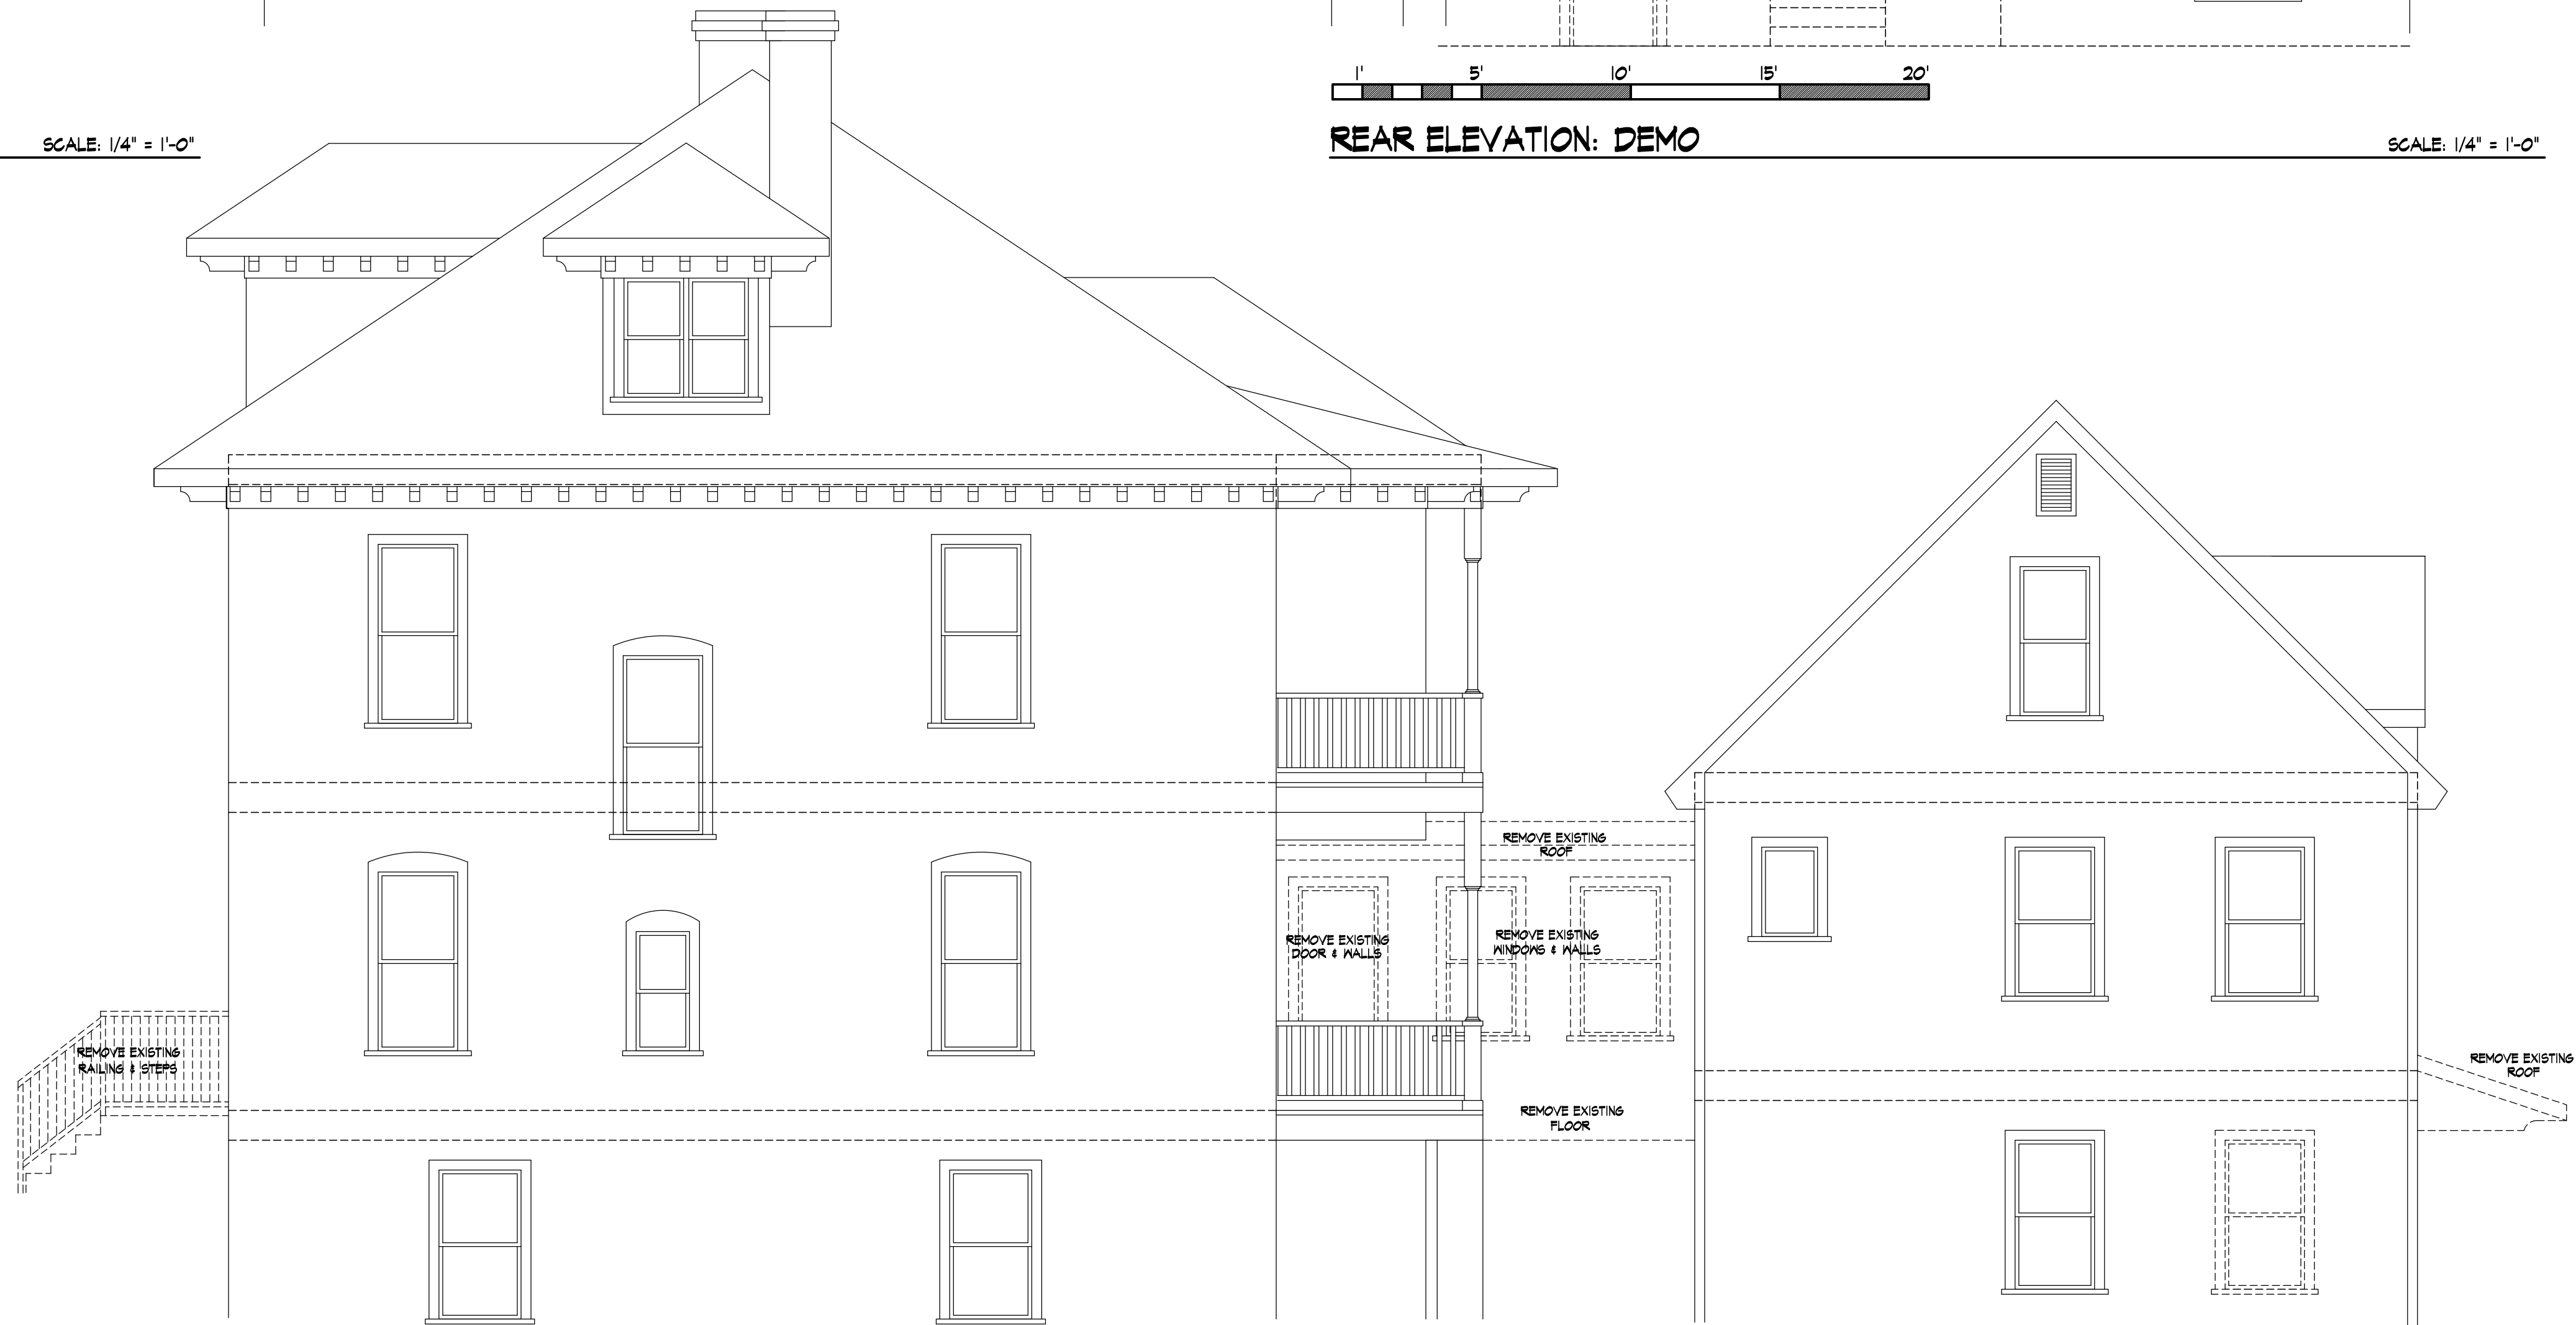 1' 5' 10' 15' 20'
SCALE: 1/4" = 1'-0"
REAR ELEVATION: DEMO
SCALE: 1/4" = 1'-0"
REMOVE EXISTING
ROOF
REMOVE EXISTING
DOOR & WALLS
REMOVE EXISTING
WINDOWS & WALLS
REMOVE EXISTING
RAILING & STEPS
REMOVE EXISTING
ROOF
REMOVE EXISTING
FLOOR